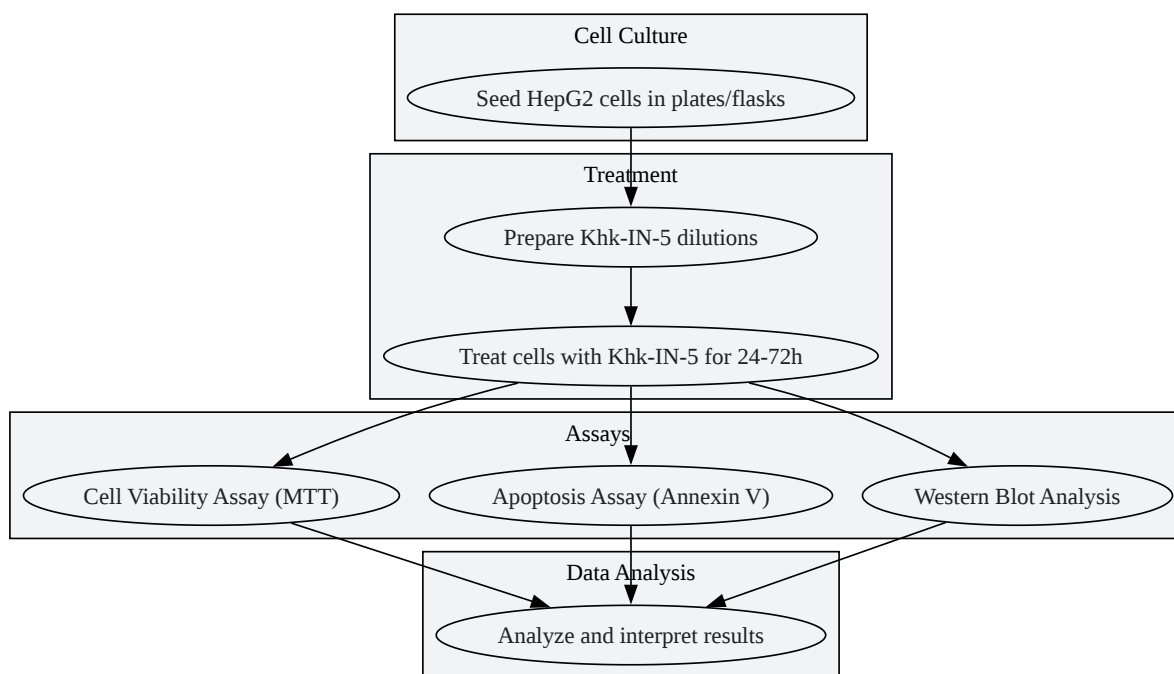 Cell Culture
Seed HepG2 cells in plates/flasks
Treatment
Prepare Khk-IN-5 dilutions
Treat cells with Khk-IN-5 for 24-72h
Assays
Cell Viability Assay (MTT)
Apoptosis Assay (Annexin V)
Western Blot Analysis
Data Analysis
Analyze and interpret results